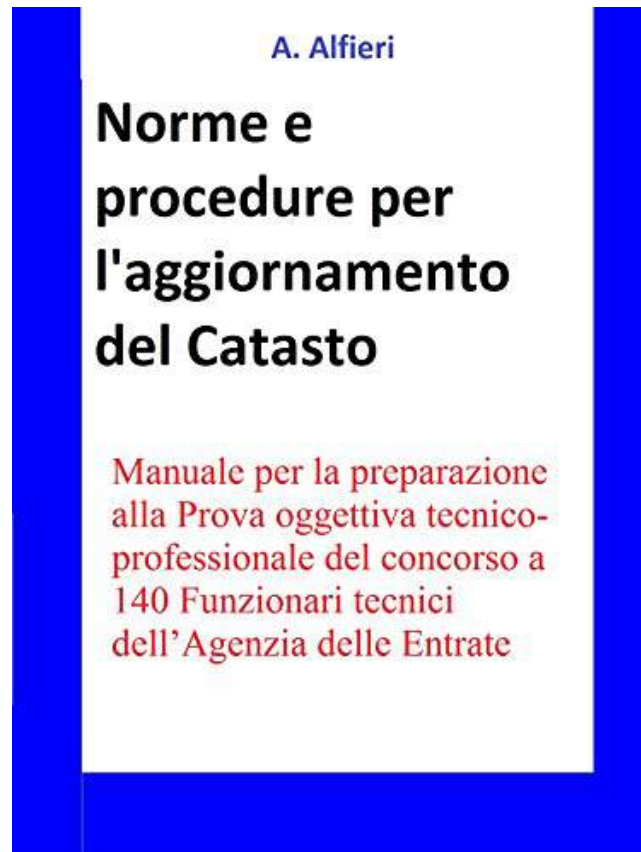 A. Alfieri
Norme e
procedure per
l'aggiornamento
del Catasto
Manuale per la preparazione
alla Prova oggettiva tecnico-
professionale del concorso a
140 Funzionari tecnici
dell’Agenzia delle Entrate